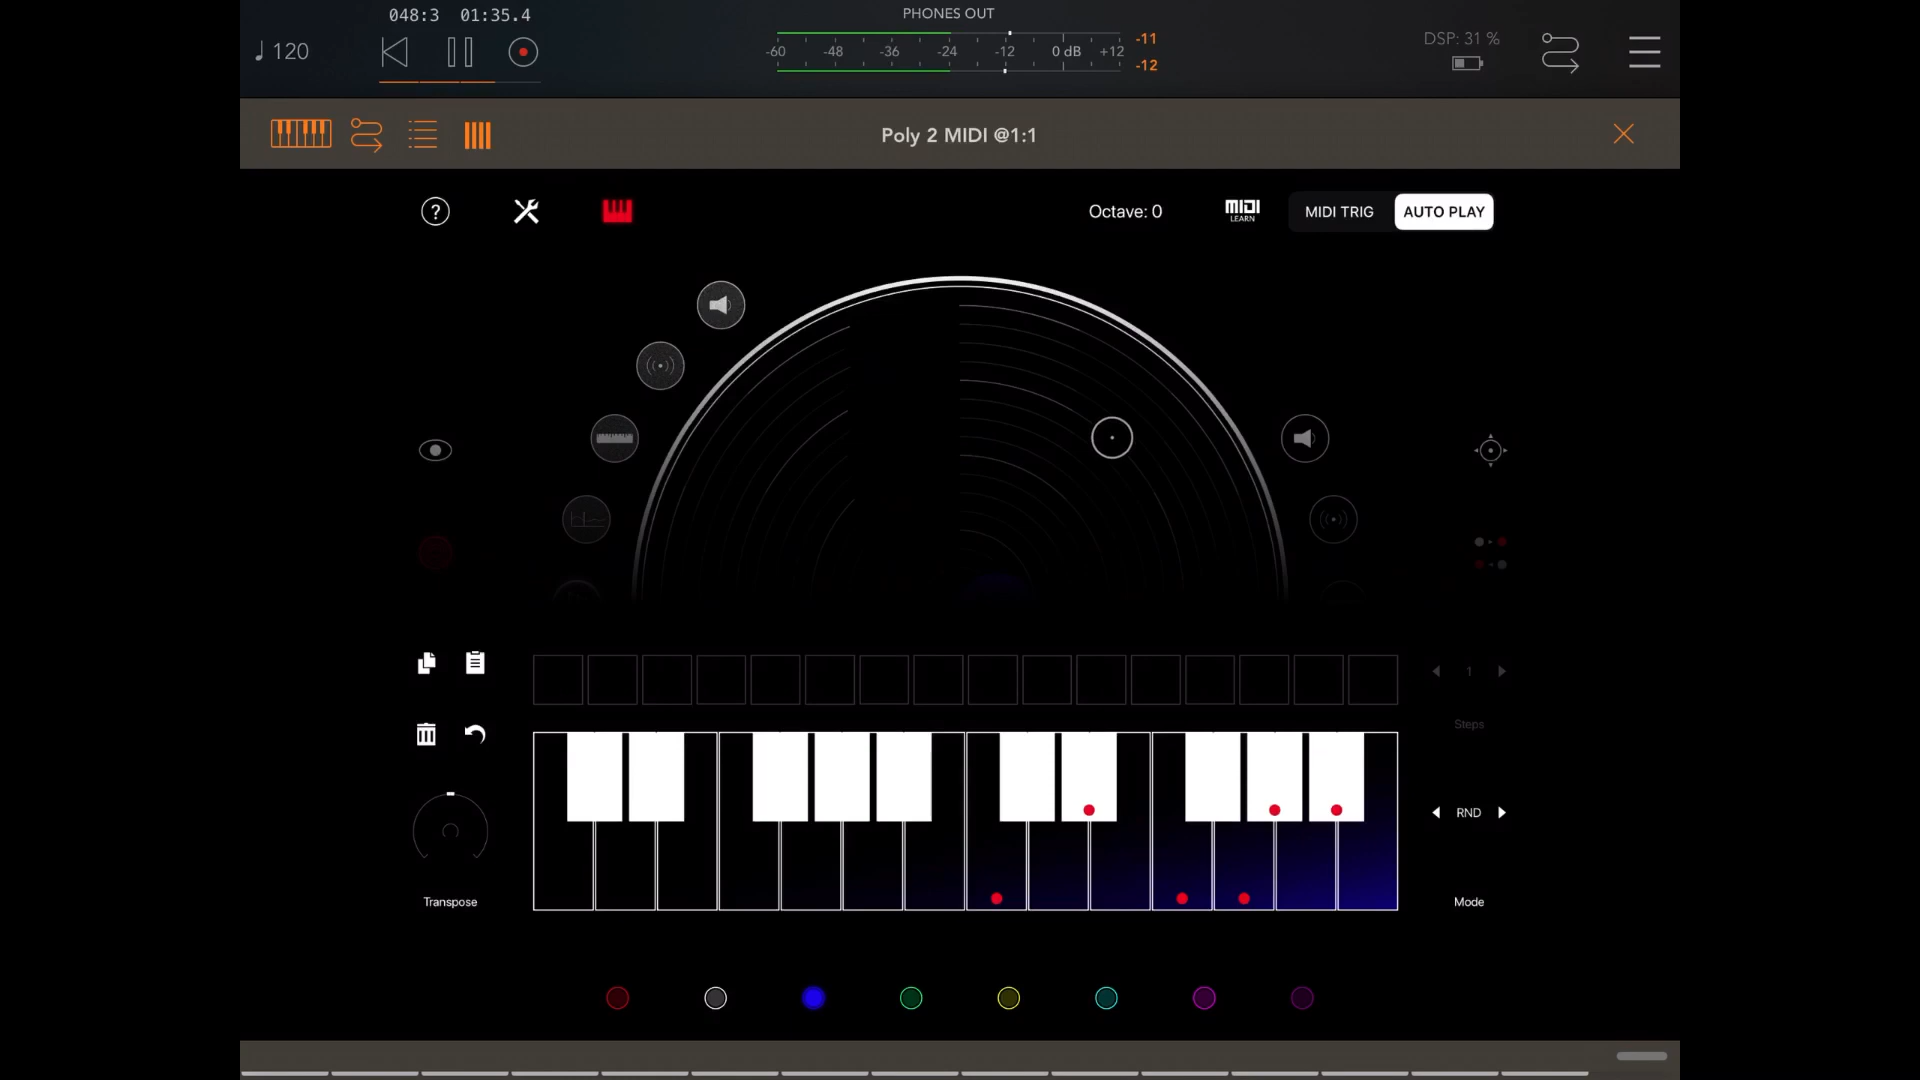 048:3 01:35.4
PHONES OUT
120
-60 -48 -36 -24 -12 0 dB +12
-11
-12
DSP: 31 %
Poly 2 MIDI @1:1
Octave: 0
MIDI
LEARN
MIDI TRIG
AUTO PLAY
1
Steps
RND
Transpose
Mode